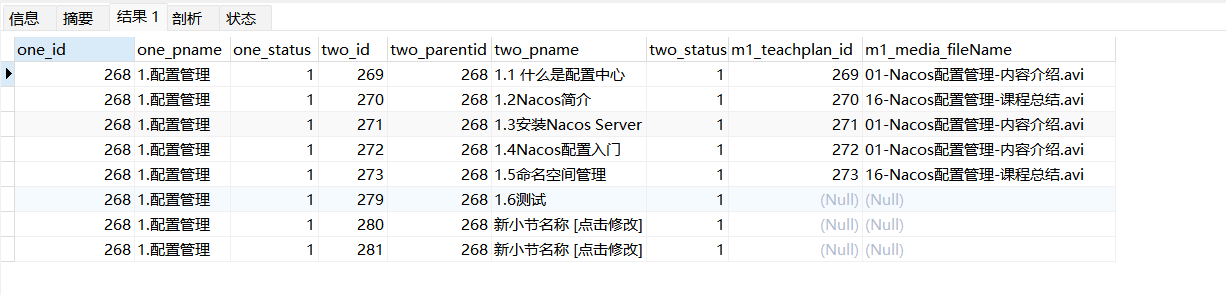 信息 摘要 结果 1 剖析 状态
one_id one_pname one_status two_id two_parentid two_pname two_status m1_teachplan_id m1_media_fileName
268 1.配置管理 1 269 268 1.1 什么是配置中心 1 269 01-Nacos配置管理-内容介绍.avi
268 1.配置管理 1 270 268 1.2Nacos简介 1 270 16-Nacos配置管理-课程总结.avi
268 1.配置管理 1 271 268 1.3安装Nacos Server 1 271 01-Nacos配置管理-内容介绍.avi
268 1.配置管理 1 272 268 1.4Nacos配置入门 1 272 01-Nacos配置管理-内容介绍.avi
268 1.配置管理 1 273 268 1.5命名空间管理 1 273 16-Nacos配置管理-课程总结.avi
268 1.配置管理 1 279 268 1.6测试 1 (Null) (Null)
268 1.配置管理 1 280 268 新小节名称 [点击修改] 1 (Null) (Null)
268 1.配置管理 1 281 268 新小节名称 [点击修改] 1 (Null) (Null)